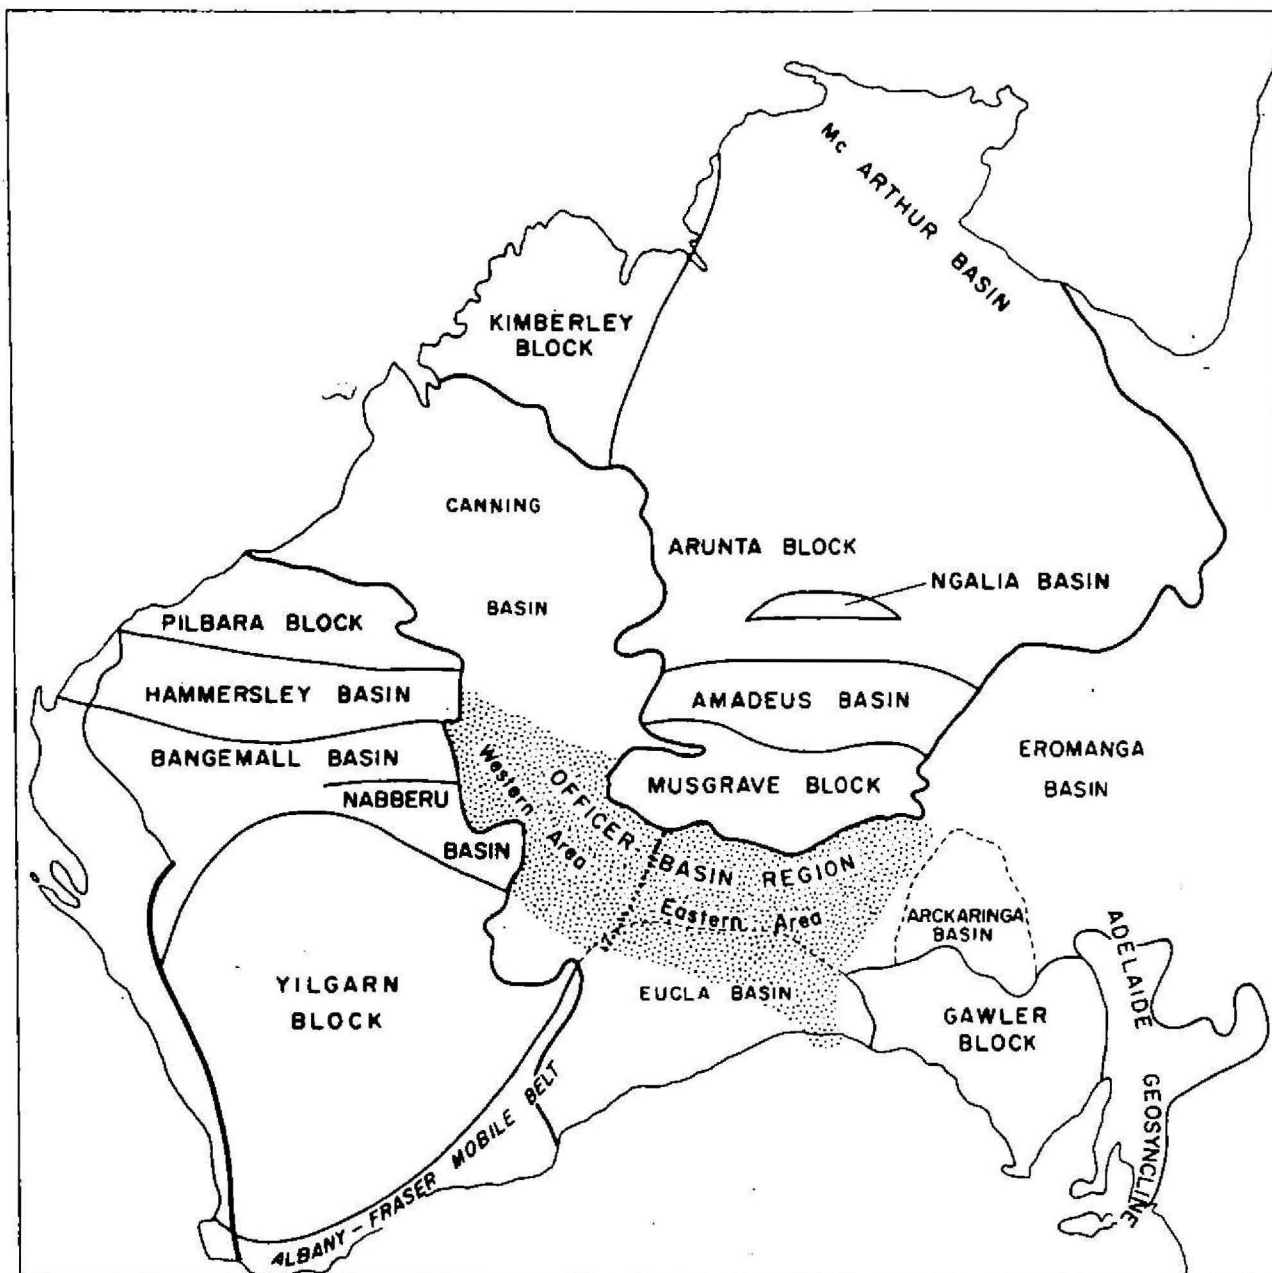 Mc ARTHUR BASIN
KIMBERLEY
BLOCK
CANNING
BASIN
ARUNTA BLOCK
NGALIA BASIN
PILBARA BLOCK
HAMMERSLEY BASIN
AMADEUS BASIN
BANGEMALL BASIN
EROMANGA
BASIN
MUSGRAVE BLOCK
NABBERU
BASIN
OFFICER BASIN REGION
Western Area
Eastern Area
ARCKARINGA
BASIN
ADELAIDE GEOSYNCLINE
YILGARN
BLOCK
EUCLA BASIN
GAWLER
BLOCK
ALBANY - FRASER MOBILE BELT